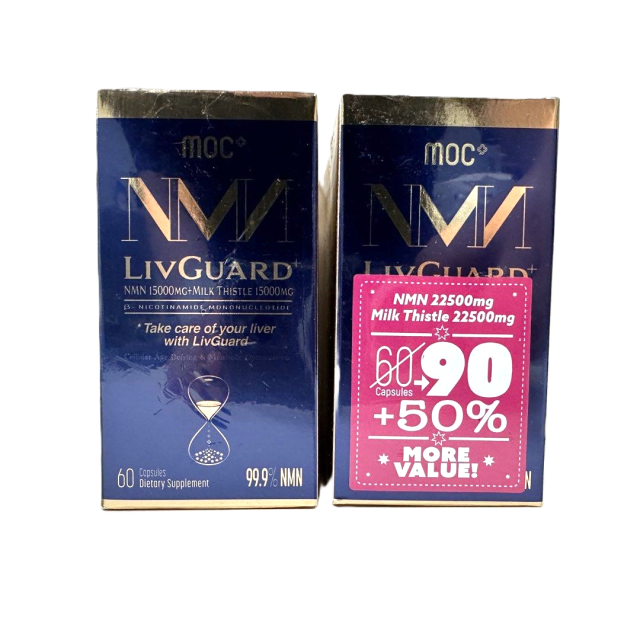 MOC+
NMN
LIVGUARD+
NMN 15000MG+MILK THISTLE 15000MG
β- NICOTINAMIDE MONONUCLEOTIDE
*Take care of your liver
with LivGuard
60 Capsules
Dietary Supplement
99.9% NMN
MOC+
NMN
LIVGUARD+
NMN 22500mg
Milk Thistle 22500mg
60→90
Capsules
+50%
MORE
VALUE!
N